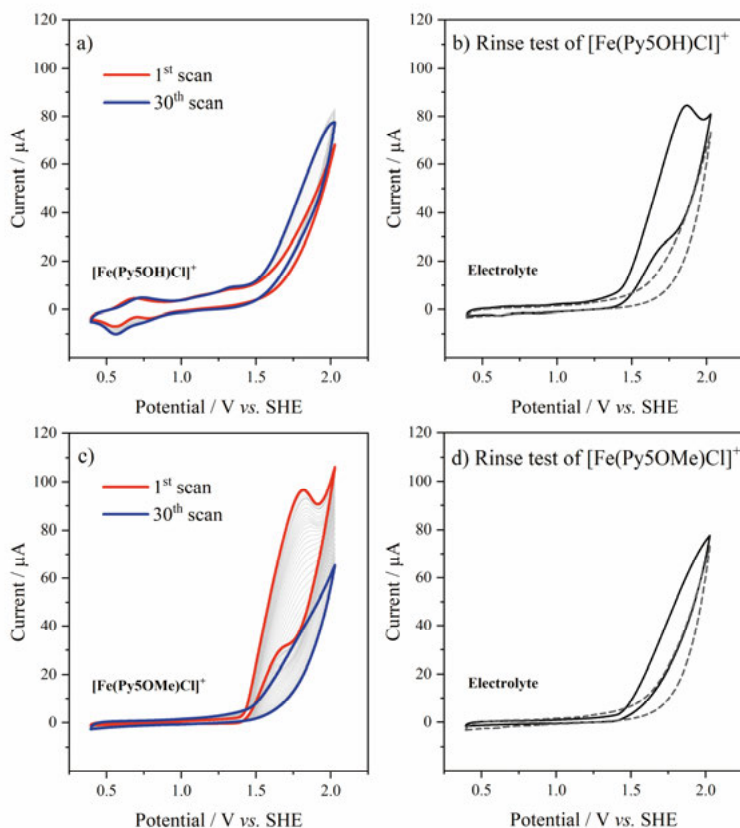 a)
1st scan
30th scan
[Fe(Py5OH)Cl]+
Current / µA
120
100
80
60
40
20
0
0.5 1.0 1.5 2.0
Potential / V vs. SHE
b) Rinse test of [Fe(Py5OH)Cl]+
Electrolyte
Current / µA
120
100
80
60
40
20
0
0.5 1.0 1.5 2.0
Potential / V vs. SHE
c)
1st scan
30th scan
[Fe(Py5OMe)Cl]+
Current / µA
120
100
80
60
40
20
0
0.5 1.0 1.5 2.0
Potential / V vs. SHE
d) Rinse test of [Fe(Py5OMe)Cl]+
Electrolyte
Current / µA
120
100
80
60
40
20
0
0.5 1.0 1.5 2.0
Potential / V vs. SHE